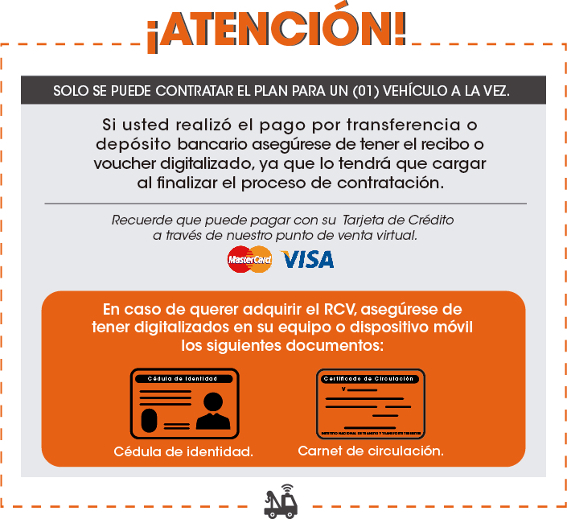 ¡ATENCIÓN!
SOLO SE PUEDE CONTRATAR EL PLAN PARA UN (01) VEHÍCULO A LA VEZ.
Si usted realizó el pago por transferencia o
depósito bancario asegúrese de tener el recibo o
voucher digitalizado, ya que lo tendrá que cargar
al finalizar el proceso de contratación.
Recuerde que puede pagar con su Tarjeta de Crédito
a través de nuestro punto de venta virtual.
MasterCard VISA
En caso de querer adquirir el RCV, asegúrese de
tener digitalizados en su equipo o dispositivo móvil
los siguientes documentos:
Cédula de Identidad
Certificado de Circulación
Cédula de identidad.
Carnet de circulación.